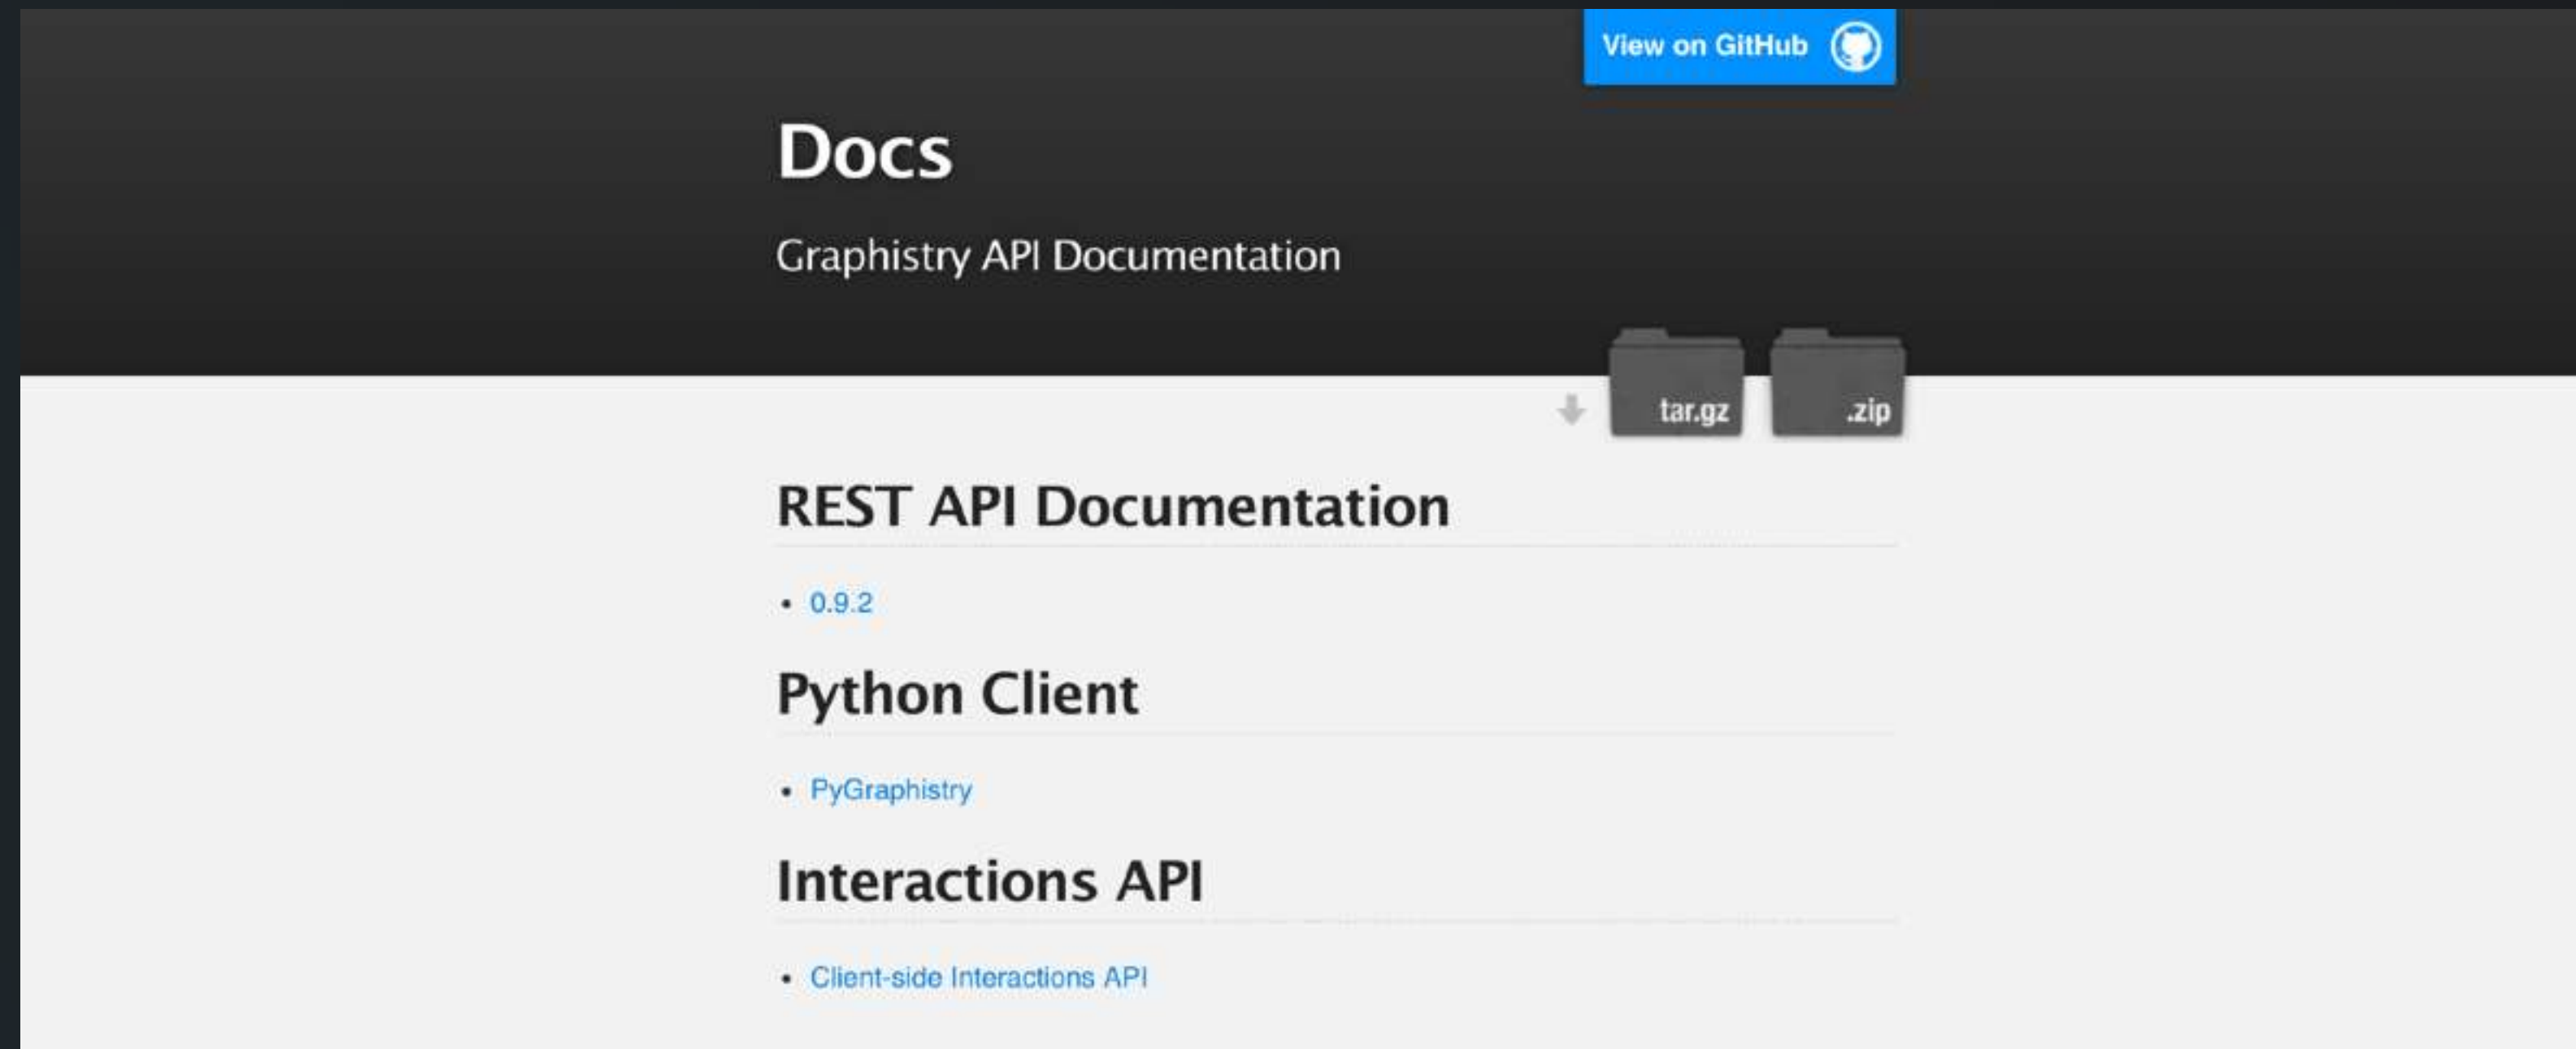 View on GitHub
Docs
Graphistry API Documentation
tar.gz
.zip
REST API Documentation
• 0.9.2
Python Client
• PyGraphistry
Interactions API
• Client-side Interactions API